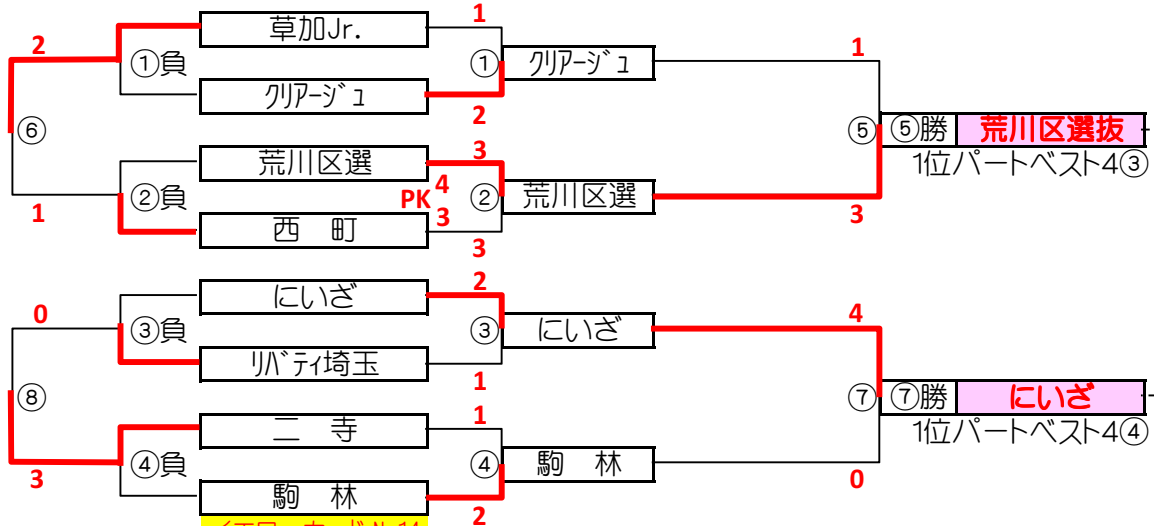 草加Jr.
1
2
①負
①
クリアージュ
1
クリアージュ
2
⑥
⑤
⑤勝
荒川区選抜
1位パートベスト4③
荒川区選
3
②負
PK
4
3
②
荒川区選
1
西 町
3
3
にいざ
2
0
③負
③
にいざ
4
リバティ埼玉
1
⑧
⑦
⑦勝
にいざ
1位パートベスト4④
二 寺
1
④負
④
駒 林
3
駒 林
2
0